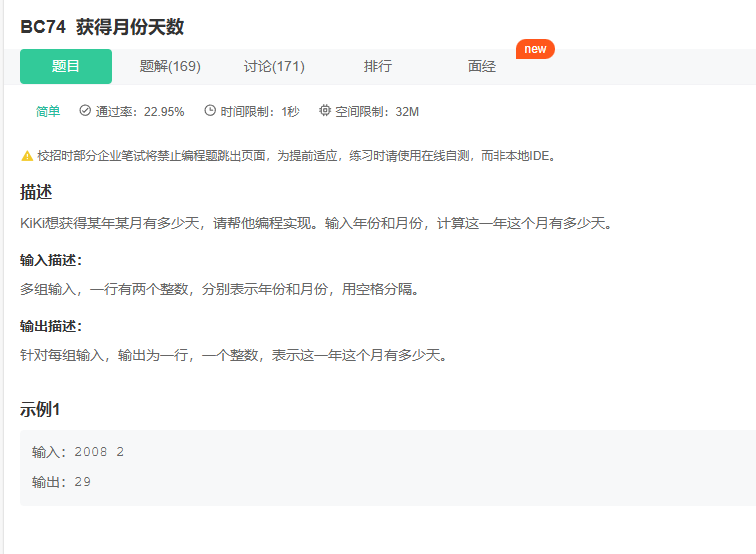 BC74 获得月份天数
new
题目 题解(169) 讨论(171) 排行 面经
简单 通过率：22.95% 时间限制：1秒 空间限制：32M
校招时部分企业笔试将禁止编程题跳出页面，为提前适应，练习时请使用在线自测，而非本地IDE。
描述
KiKi想获得某年某月有多少天，请帮他编程实现。输入年份和月份，计算这一年这个月有多少天。
输入描述：
多组输入，一行有两个整数，分别表示年份和月份，用空格分隔。
输出描述：
针对每组输入，输出为一行，一个整数，表示这一年这个月有多少天。
示例1
输入：2008 2
输出：29